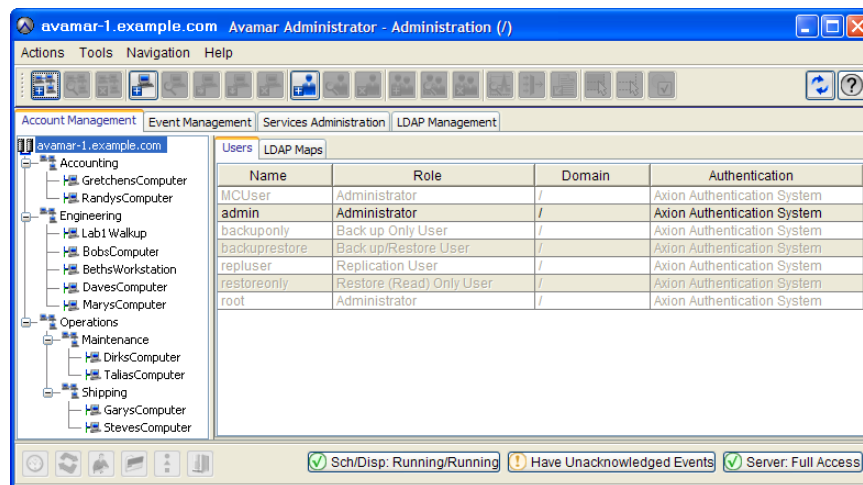 avamar-1.example.com Avamar Administrator - Administration (/)
Actions Tools Navigation Help
Account Management Event Management Services Administration LDAP Management
avamar-1.example.com
Accounting
GretchensComputer
RandysComputer
Engineering
Lab1 Walkup
BobsComputer
BethsWorkstation
DavesComputer
MarysComputer
Operations
Maintenance
DirksComputer
TaliasComputer
Shipping
GarysComputer
StevesComputer
Users LDAP Maps
Name Role Domain Authentication
MCUser Administrator / Axion Authentication System
admin Administrator / Axion Authentication System
backuponly Back up Only User / Axion Authentication System
backuprestore Back up/Restore User / Axion Authentication System
repluser Replication User / Axion Authentication System
restoreonly Restore (Read) Only User / Axion Authentication System
root Administrator / Axion Authentication System
Sch/Disp: Running/Running Have Unacknowledged Events Server: Full Access